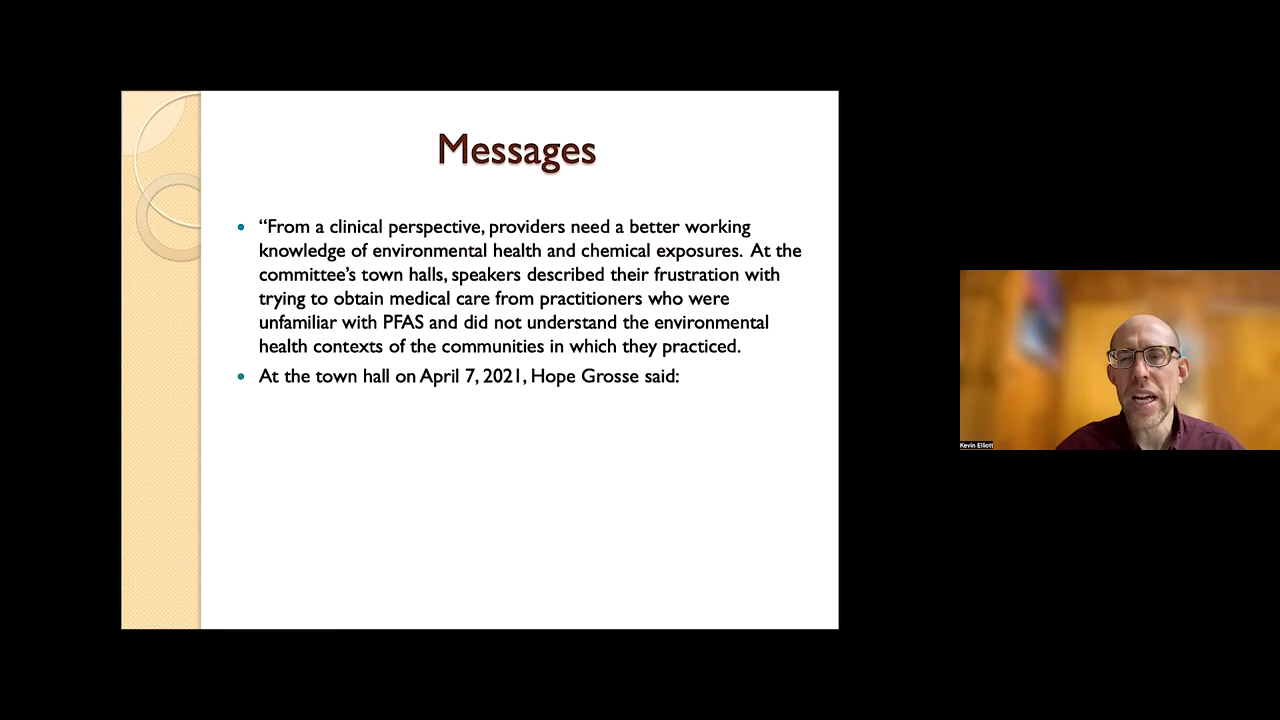 Messages
“From a clinical perspective, providers need a better working
knowledge of environmental health and chemical exposures.  At the
committee’s town halls, speakers described their frustration with
trying to obtain medical care from practitioners who were
unfamiliar with PFAS and did not understand the environmental
health contexts of the communities in which they practiced.
At the town hall on April 7, 2021, Hope Grosse said:
Kevin Elliott